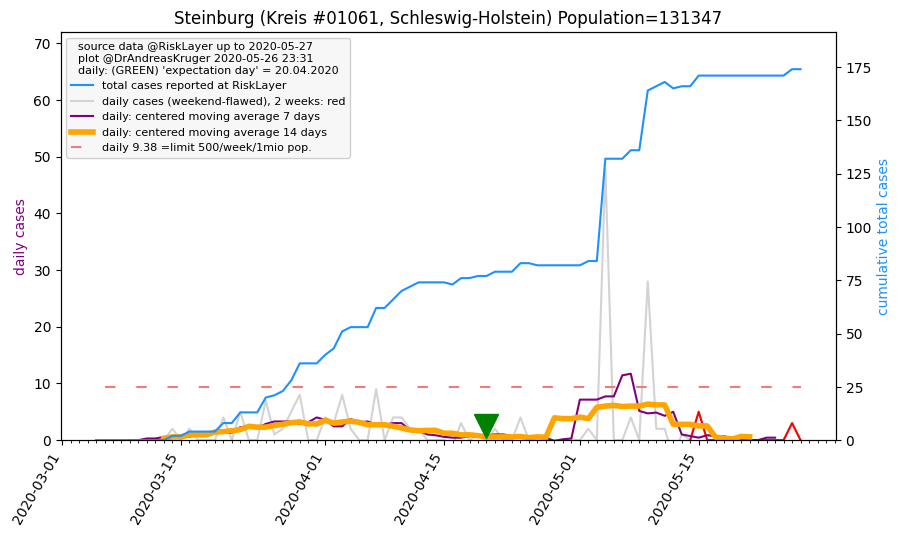 Steinburg (Kreis #01061, Schleswig-Holstein) Population=131347
source data @RiskLayer up to 2020-05-27
plot @DrAndreasKruger 2020-05-26 23:31
daily: (GREEN) 'expectation day' = 20.04.2020
total cases reported at RiskLayer
daily cases (weekend-flawed), 2 weeks: red
daily: centered moving average 7 days
daily: centered moving average 14 days
daily 9.38 =limit 500/week/1mio pop.
daily cases
70
60
50
40
30
20
10
0
cumulative total cases
175
150
125
100
75
50
25
0
2020-03-01
2020-03-15
2020-04-01
2020-04-15
2020-05-01
2020-05-15